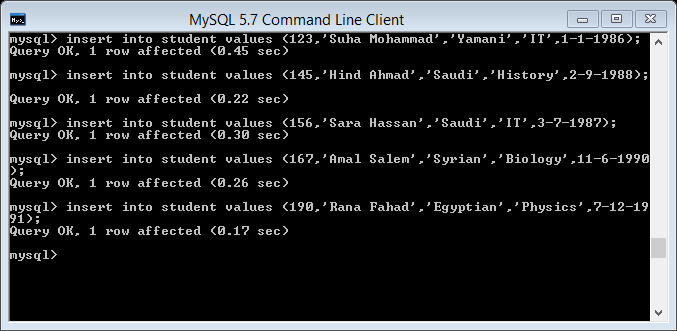 MySQL 5.7 Command Line Client
mysql> insert into student values (123,'Suha Mohammad','Yamani','IT',1-1-1986);
Query OK, 1 row affected (0.45 sec)
mysql> insert into student values (145,'Hind Ahmad','Saudi','History',2-9-1988);
Query OK, 1 row affected (0.22 sec)
mysql> insert into student values (156,'Sara Hassan','Saudi','IT',3-7-1987);
Query OK, 1 row affected (0.30 sec)
mysql> insert into student values (167,'Amal Salem','Syrian','Biology',11-6-1990
);
Query OK, 1 row affected (0.26 sec)
mysql> insert into student values (190,'Rana Fahad','Egyptian','Physics',7-12-19
91);
Query OK, 1 row affected (0.17 sec)
mysql>